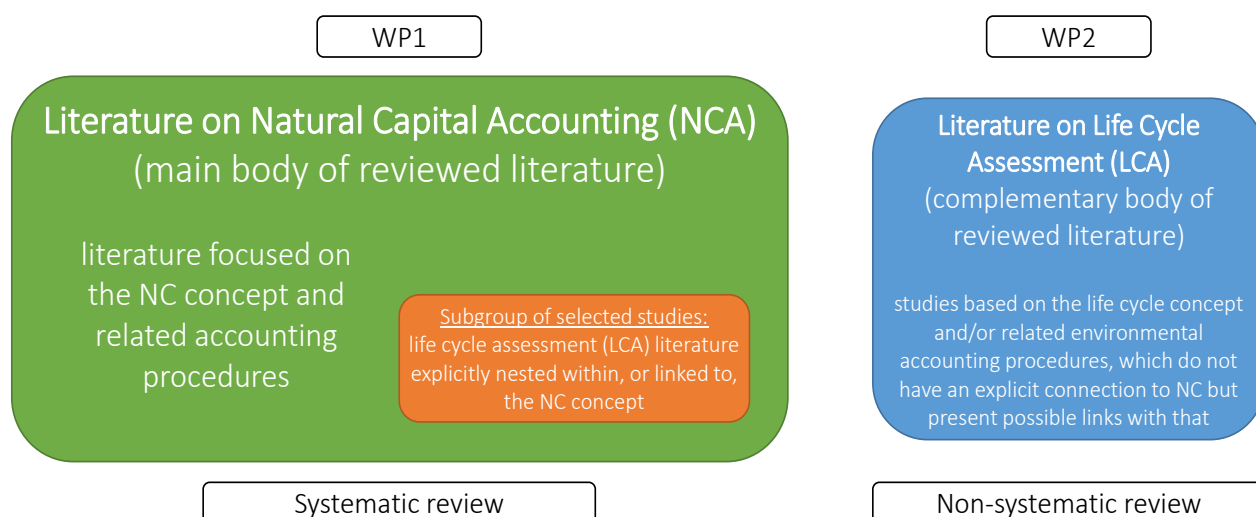 WP1
WP2
Literature on Natural Capital Accounting (NCA)
(main body of reviewed literature)
literature focused on
the NC concept and
related accounting
procedures
Subgroup of selected studies:
life cycle assessment (LCA) literature
explicitly nested within, or linked to,
the NC concept
Literature on Life Cycle
Assessment (LCA)
(complementary body of
reviewed literature)
studies based on the life cycle concept
and/or related environmental
accounting procedures, which do not
have an explicit connection to NC but
present possible links with that
Systematic review
Non-systematic review